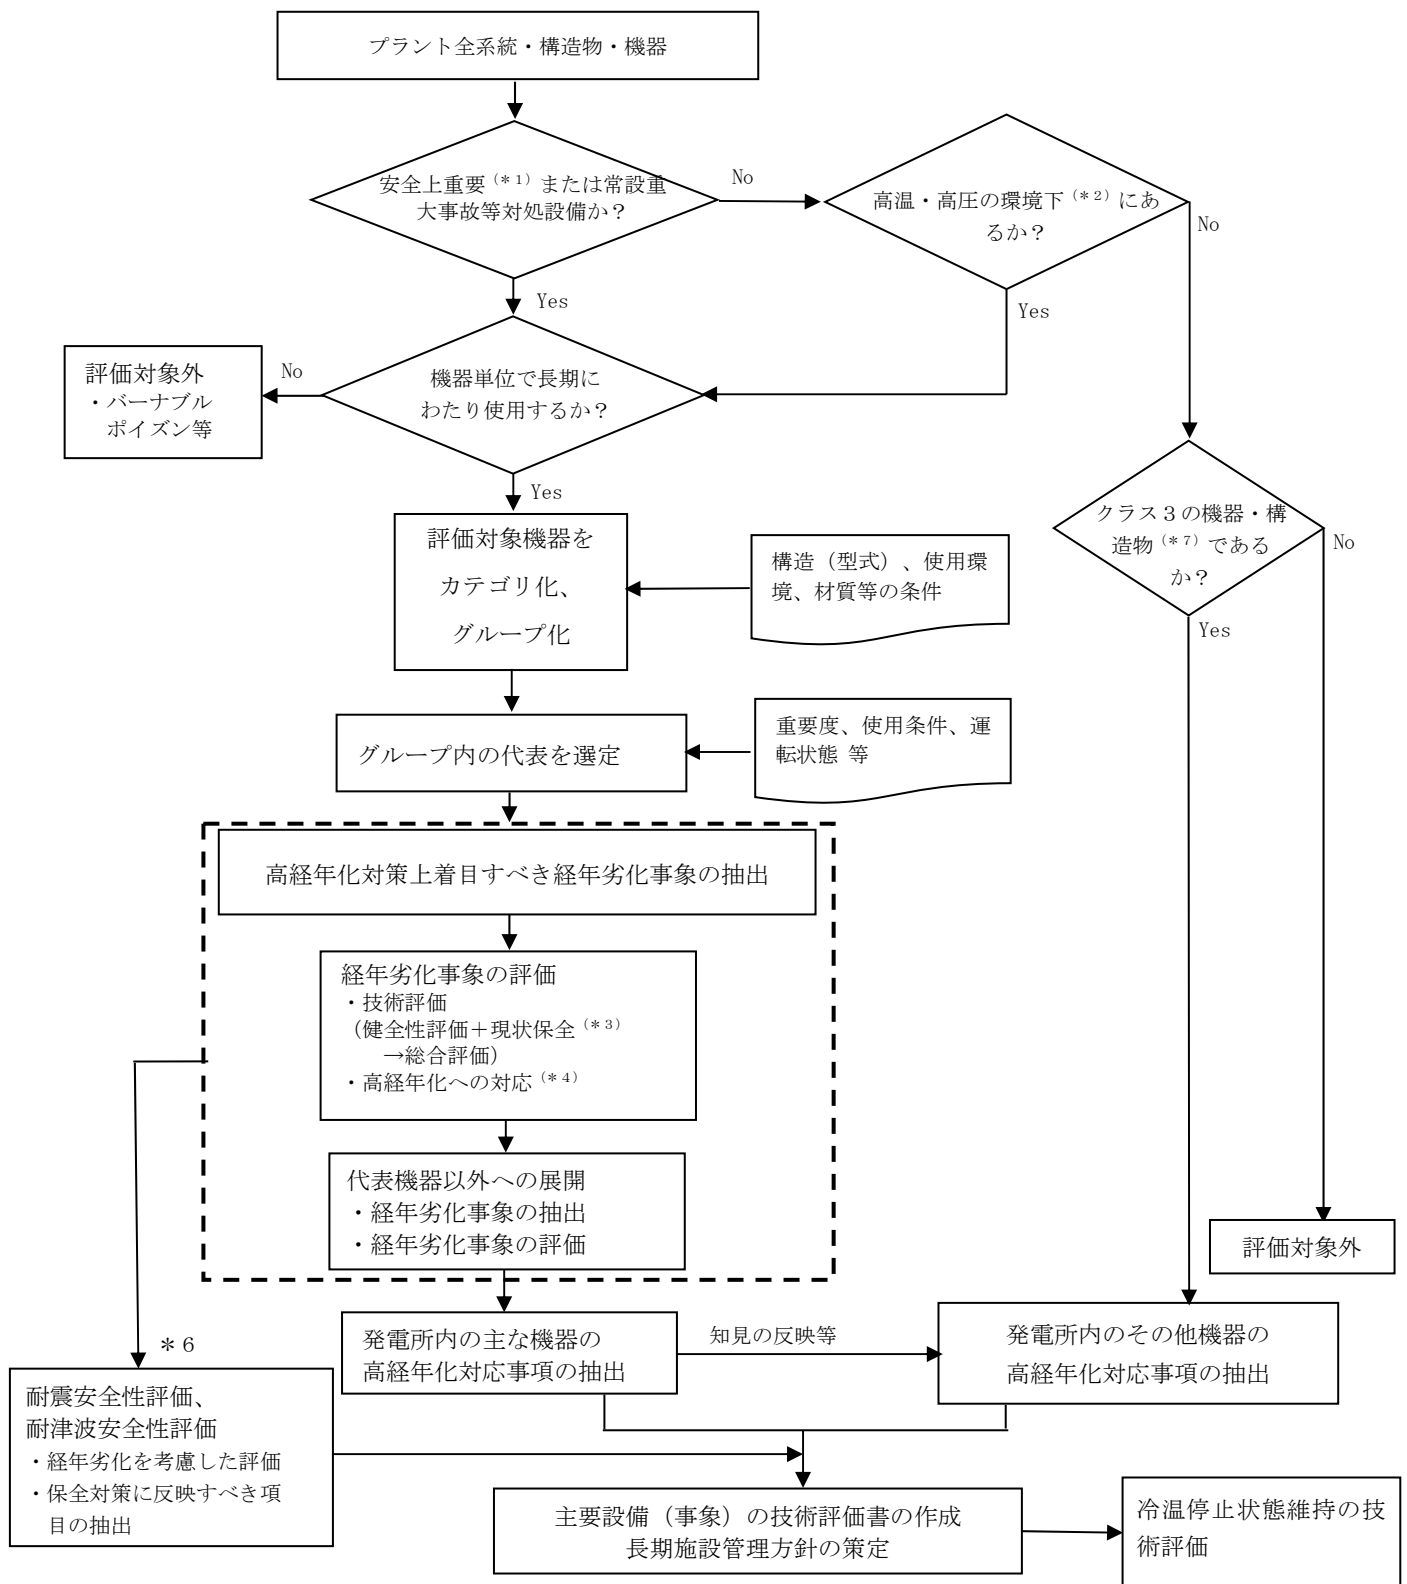 プラント全系統・構造物・機器
安全上重要(*1)または常設重
大事故等対処設備か?
No
高温・高圧の環境下(*2)にあ
るか?
No
Yes
Yes
評価対象外
・バーナブル
ポイズン等
No
機器単位で長期に
わたり使用するか?
Yes
クラス3の機器・構
造物(*7)である
か?
No
Yes
評価対象機器を
カテゴリ化、
グループ化
構造(型式)、使用環
境、材質等の条件
グループ内の代表を選定
重要度、使用条件、運
転状態 等
高経年化対策上着目すべき経年劣化事象の抽出
経年劣化事象の評価
・技術評価
(健全性評価+現状保全(*3)
→総合評価)
・高経年化への対応(*4)
代表機器以外への展開
・経年劣化事象の抽出
・経年劣化事象の評価
評価対象外
発電所内の主な機器の
高経年化対応事項の抽出
知見の反映等
発電所内のその他機器の
高経年化対応事項の抽出
*6
耐震安全性評価、
耐津波安全性評価
・経年劣化を考慮した評価
・保全対策に反映すべき項
目の抽出
主要設備(事象)の技術評価書の作成
長期施設管理方針の策定
冷温停止状態維持の技
術評価